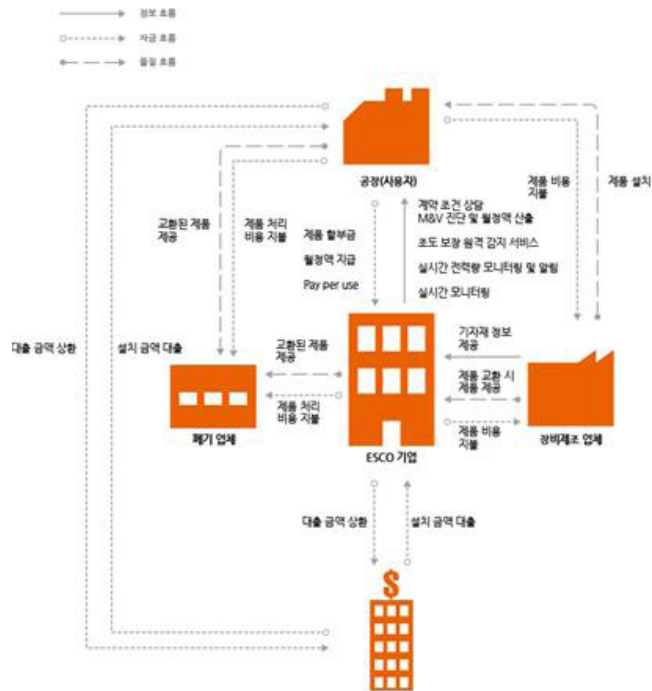 정보 흐름
자금 흐름
물질 흐름
공장(사용자)
제품 비용
지불
제품 설치
계약 조건 상담
M&V 진단 및 월정액 산출
조도 보장 원격 감지 서비스
실시간 전력량 모니터링 및 알림
실시간 모니터링
교환된 제품
제공
제품 처리
비용 지불
제품 할부금
월정액 지급
Pay per use
대출 금액 상환
설치 금액 대출
교환된 제품
제공
제품 처리
비용 지불
기자재 정보
제공
제품 교환 시
제품 제공
제품 비용
지불
폐기 업체
ESCO 기업
장비제조 업체
대출 금액 상환
설치 금액 대출
$